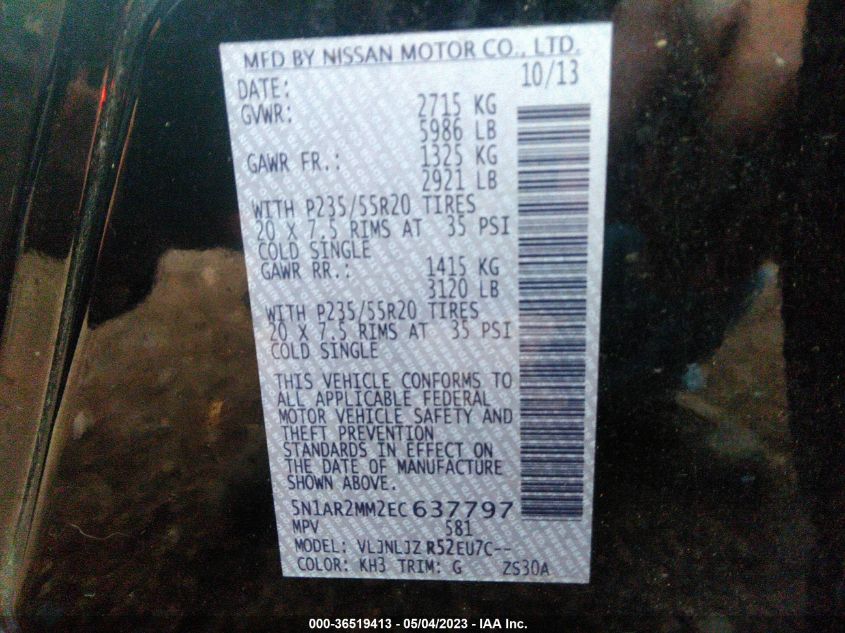 MFD BY NISSAN MOTOR CO., LTD.
DATE: 10/13
GVWR: 2715 KG
5986 LB
GAWR FR.: 1325 KG
2921 LB
WITH P235/55R20 TIRES
20 X 7.5 RIMS AT 35 PSI
COLD SINGLE
GAWR RR.: 1415 KG
3120 LB
WITH P235/55R20 TIRES
20 X 7.5 RIMS AT 35 PSI
COLD SINGLE
THIS VEHICLE CONFORMS TO
ALL APPLICABLE FEDERAL
MOTOR VEHICLE SAFETY AND
THEFT PREVENTION
STANDARDS IN EFFECT ON
THE DATE OF MANUFACTURE
SHOWN ABOVE.
5N1AR2MM2EC637797
MPV 581
MODEL: VLJNLJZ R52EU7C--
COLOR: KH3 TRIM: G ZS30A
000-36519413 - 05/04/2023 - IAA Inc.